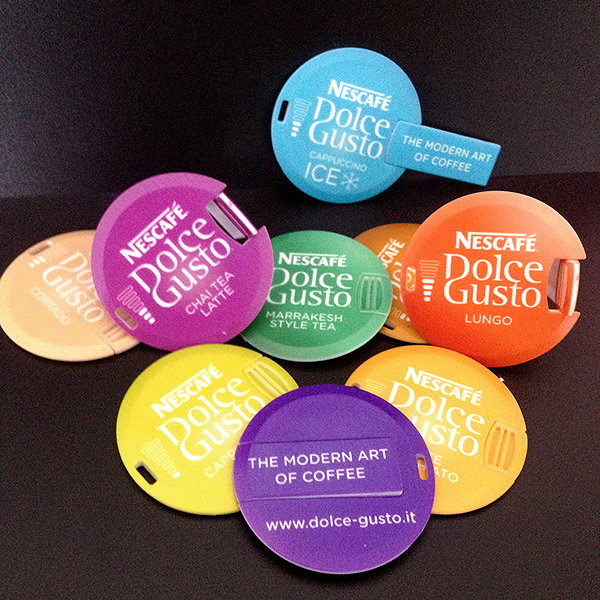 NESCAFÉ
Dolce
Gusto
CAPPUCCINO
ICE
THE MODERN ART
OF COFFEE
NESCAFÉ
Dolce
Gusto
CHAI TEA
LATTE
Dolce
Gusto
CORTADO
Dolce
Gusto
MARRAKESH
STYLE TEA
NESCAFÉ
Dolce
Gusto
LUNGO
NESCAFÉ
Dolce
Gusto
NESCAFÉ
Dolce
Gusto
THE MODERN ART
OF COFFEE
www.dolce-gusto.it